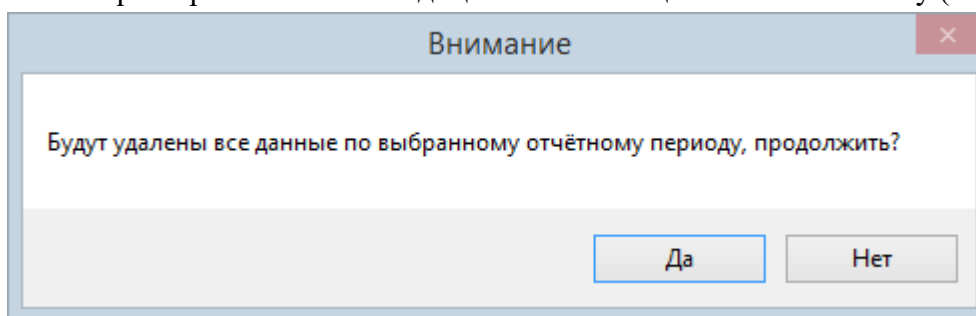 Внимание
Будут удалены все данные по выбранному отчётному периоду, продолжить?
Да
Нет